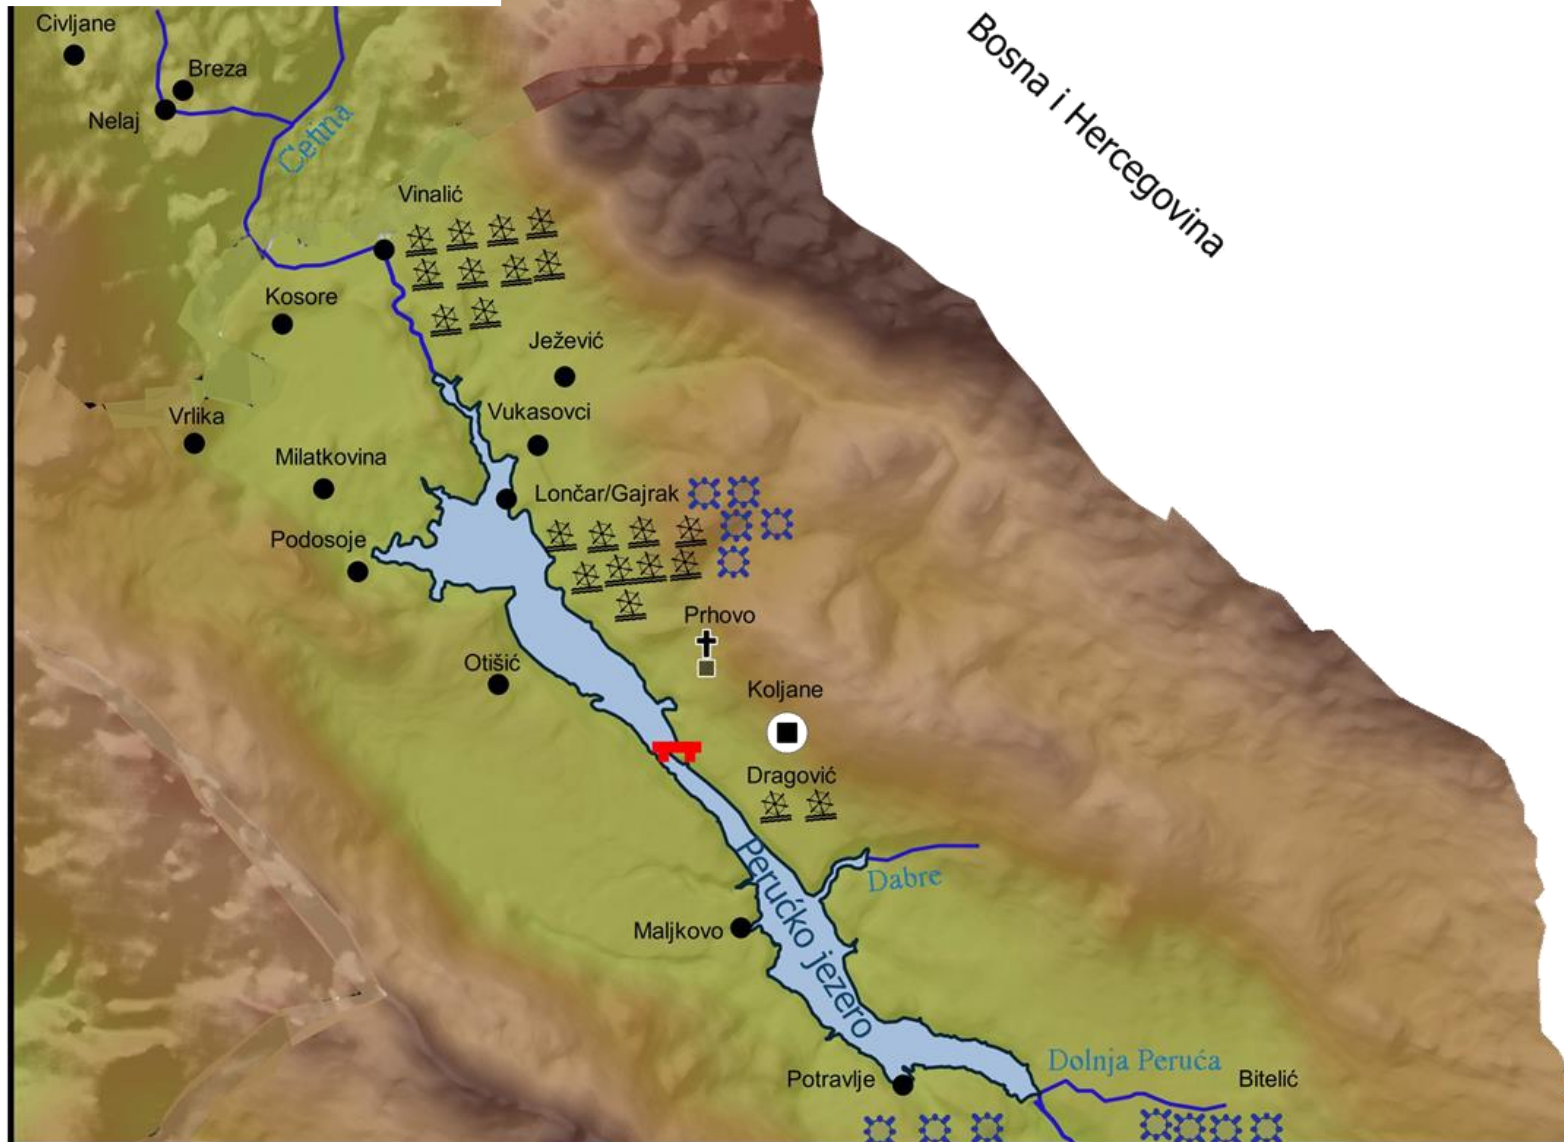 Civljane
Bosna i Hercegovina
Breza
Nelaj
Cetina
Vinalić
Kosore
Ježević
Vrlika
Vukasovci
Milatkovina
Lončar/Gajrak
Podosoje
Prhovo
Otišić
Koljane
Dragović
Perućko jezero
Dabre
Maljkovo
Dolnja Peruća
Potravlje
Bitelić